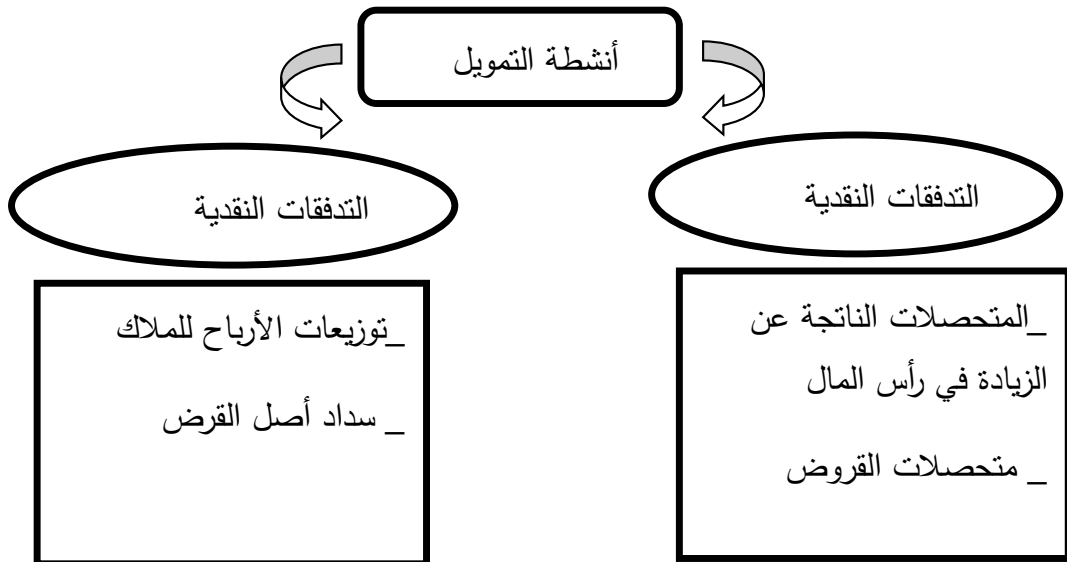 أنشطة التمويل
التدفقات النقدية
_المتحصلات الناتجة عن
الزيادة في رأس المال
_ متحصلات القروض
التدفقات النقدية
_توزيعات الأرباح للملاك
_ سداد أصل القرض